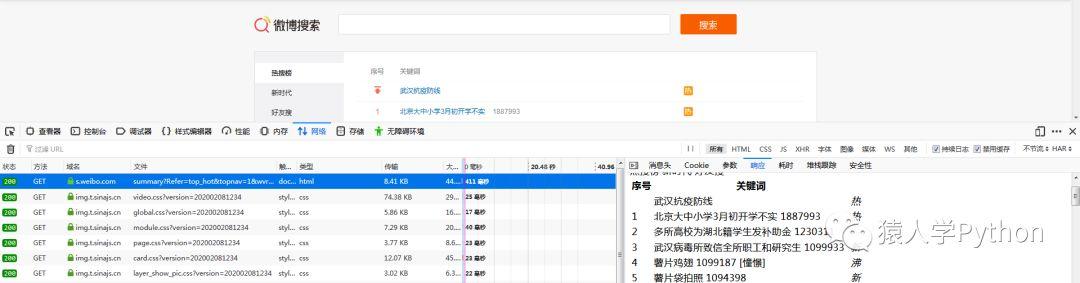 微博搜索 搜索
热搜榜 序号 关键词
新时代 武汉抗疫防线 热
好友搜 1 北京大中小学3月初开学不实 1887993 热
查看器 控制台 调试器 {} 样式编辑器 性能 内存 网络 存储 无障碍环境
过滤 URL 所有 HTML CSS JS XHR 字体 图像 媒体 WS 其他 持续日志 禁用缓存 不节流 HAR
状态 方法 域名 文件 触... 类型 传输 大... 0 毫秒 20.48 秒 40.96 消息头 Cookie 参数 响应 耗时 堆栈跟踪 安全性
200 GET s.weibo.com summary?Refer=top_hot&topnav=1&wvr... doc... html 8.41 KB 44... 411 毫秒
200 GET img.t.sinajs.cn video.css?version=202002081234 styl... css 74.38 KB 29... 25 毫秒
200 GET img.t.sinajs.cn global.css?version=202002081234 styl... css 5.86 KB 16... 17 毫秒
200 GET img.t.sinajs.cn module.css?version=202002081234 styl... css 7.29 KB 20... 40 毫秒
200 GET img.t.sinajs.cn page.css?version=202002081234 styl... css 3.77 KB 8.6... 23 毫秒
200 GET img.t.sinajs.cn card.css?version=202002081234 styl... css 12.07 KB 45... 23 毫秒
200 GET img.t.sinajs.cn layer_show_pic.css?version=202002081234 styl... css 3.02 KB 6.3... 22 毫秒
序号 关键词
武汉抗疫防线 热
1 北京大中小学3月初开学不实 1887993 热
2 多所高校为湖北籍学生发补助金 123031
3 武汉病毒所致信全所职工和研究生 1099933 新
4 薯片鸡翅 1099187 [憧憬] 沸
5 薯片袋拍照 1094398 新
猿人学Python